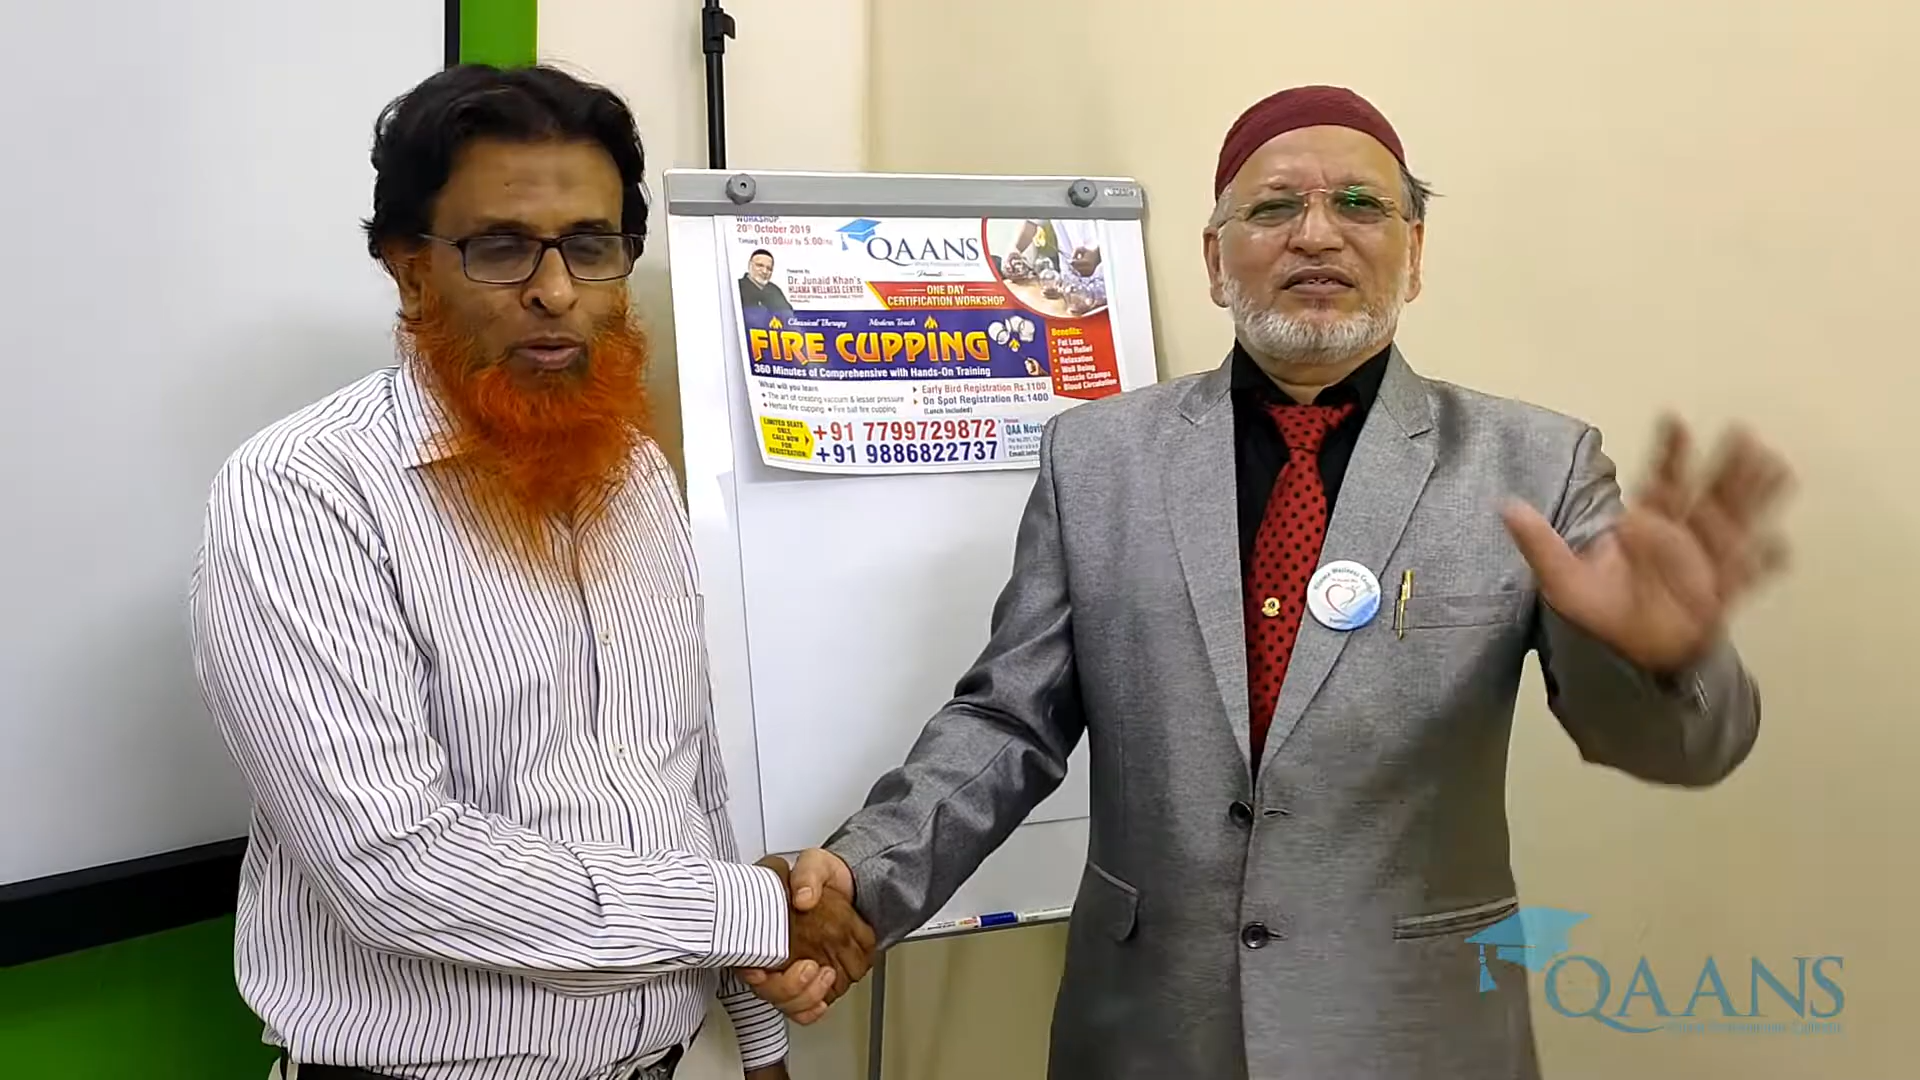 WORKSHOP:
20th October 2019
Timing 10:00AM to 5:00PM
QAANS
Presents
Powered By
Dr. Junaid Khan's
HIJAMA WELLNESS CENTRE
ONE DAY
CERTIFICATION WORKSHOP
Classical Therapy Modern Touch
FIRE CUPPING
360 Minutes of Comprehensive with Hands-On Training
Benefits:
• Fat Loss
• Pain Relief
• Relaxation
• Well Being
• Muscle Cramps
• Blood Circulation
What will you learn
• The art of creating vaccum & lesser pressure
• Herbal fire cupping • Fire ball fire cupping
Early Bird Registration Rs.1100
On Spot Registration Rs.1400
(Lunch Included)
LIMITED SEATS
ONLY,
CALL NOW
FOR
REGISTRATION:
+91 7799729872
+91 9886822737
QAA
Hijama Wellness
QAANS